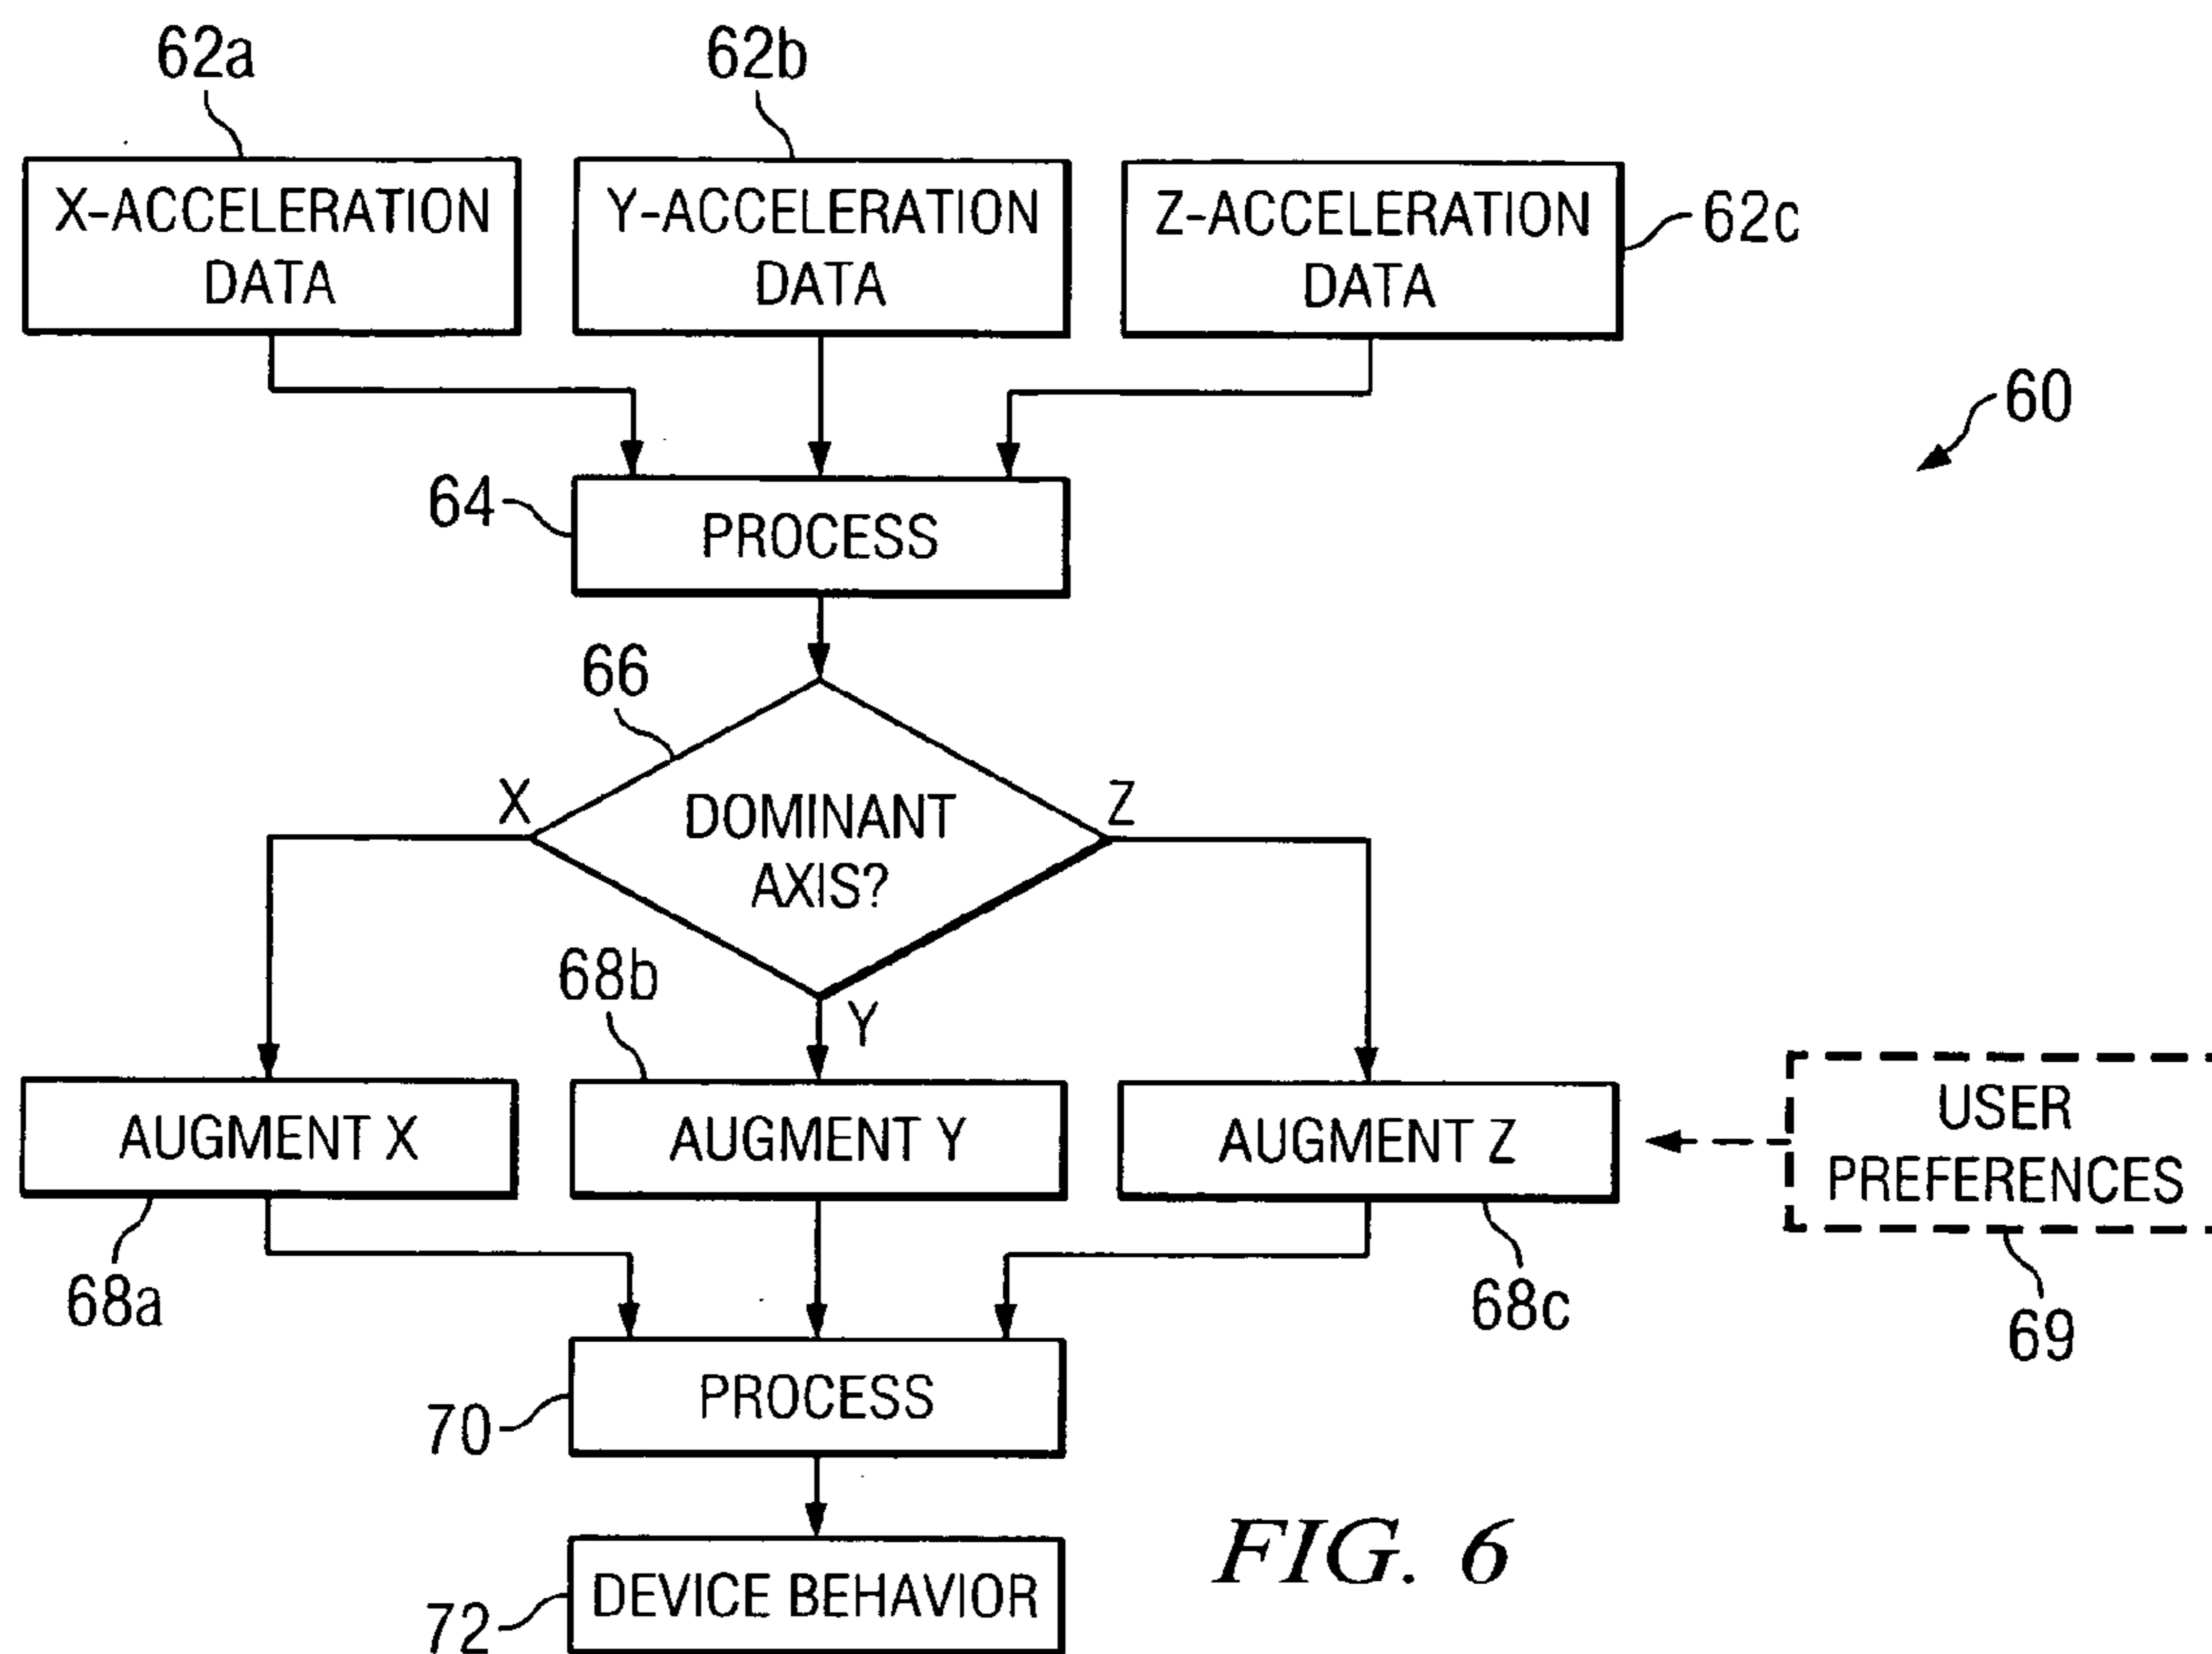 62a
62b
X-ACCELERATION
DATA
Y-ACCELERATION
DATA
Z-ACCELERATION
DATA
62c
60
64
PROCESS
66
X
DOMINANT
AXIS?
Z
68b
Y
AUGMENT X
AUGMENT Y
AUGMENT Z
USER
PREFERENCES
68a
68c
69
70
PROCESS
72
DEVICE BEHAVIOR
FIG. 6